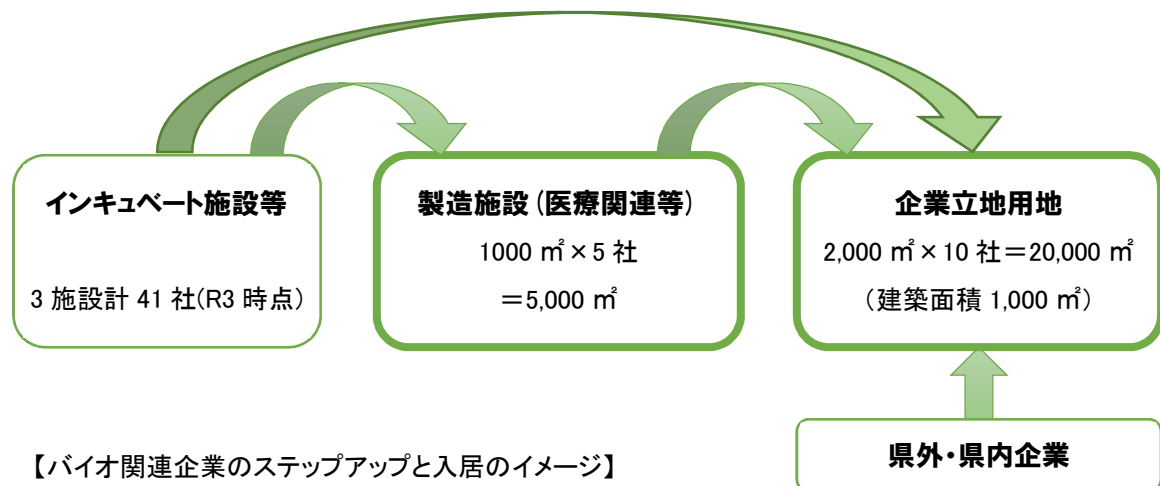 インキュベート施設等
3 施設計 41 社(R3 時点)
製造施設(医療関連等)
1000 ㎡×5 社
＝5,000 ㎡
企業立地用地
2,000 ㎡×10 社＝20,000 ㎡
（建築面積 1,000 ㎡）
県外・県内企業
【バイオ関連企業のステップアップと入居のイメージ】